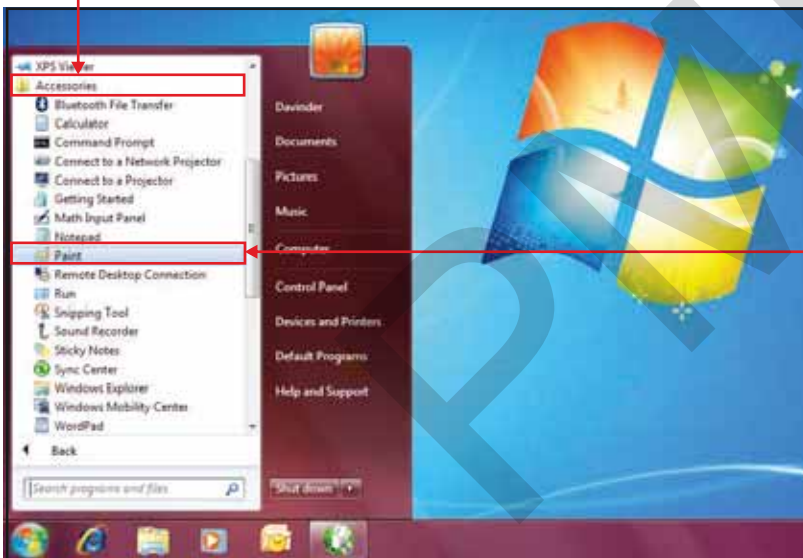 XPS Viewer
Accessories
Bluetooth File Transfer
Calculator
Command Prompt
Connect to a Network Projector
Connect to a Projector
Getting Started
Math Input Panel
Notepad
Paint
Remote Desktop Connection
Run
Snipping Tool
Sound Recorder
Sticky Notes
Sync Center
Windows Explorer
Windows Mobility Center
WordPad
Back
Search programs and files
Davinder
Documents
Pictures
Music
Computer
Control Panel
Devices and Printers
Default Programs
Help and Support
Shut down